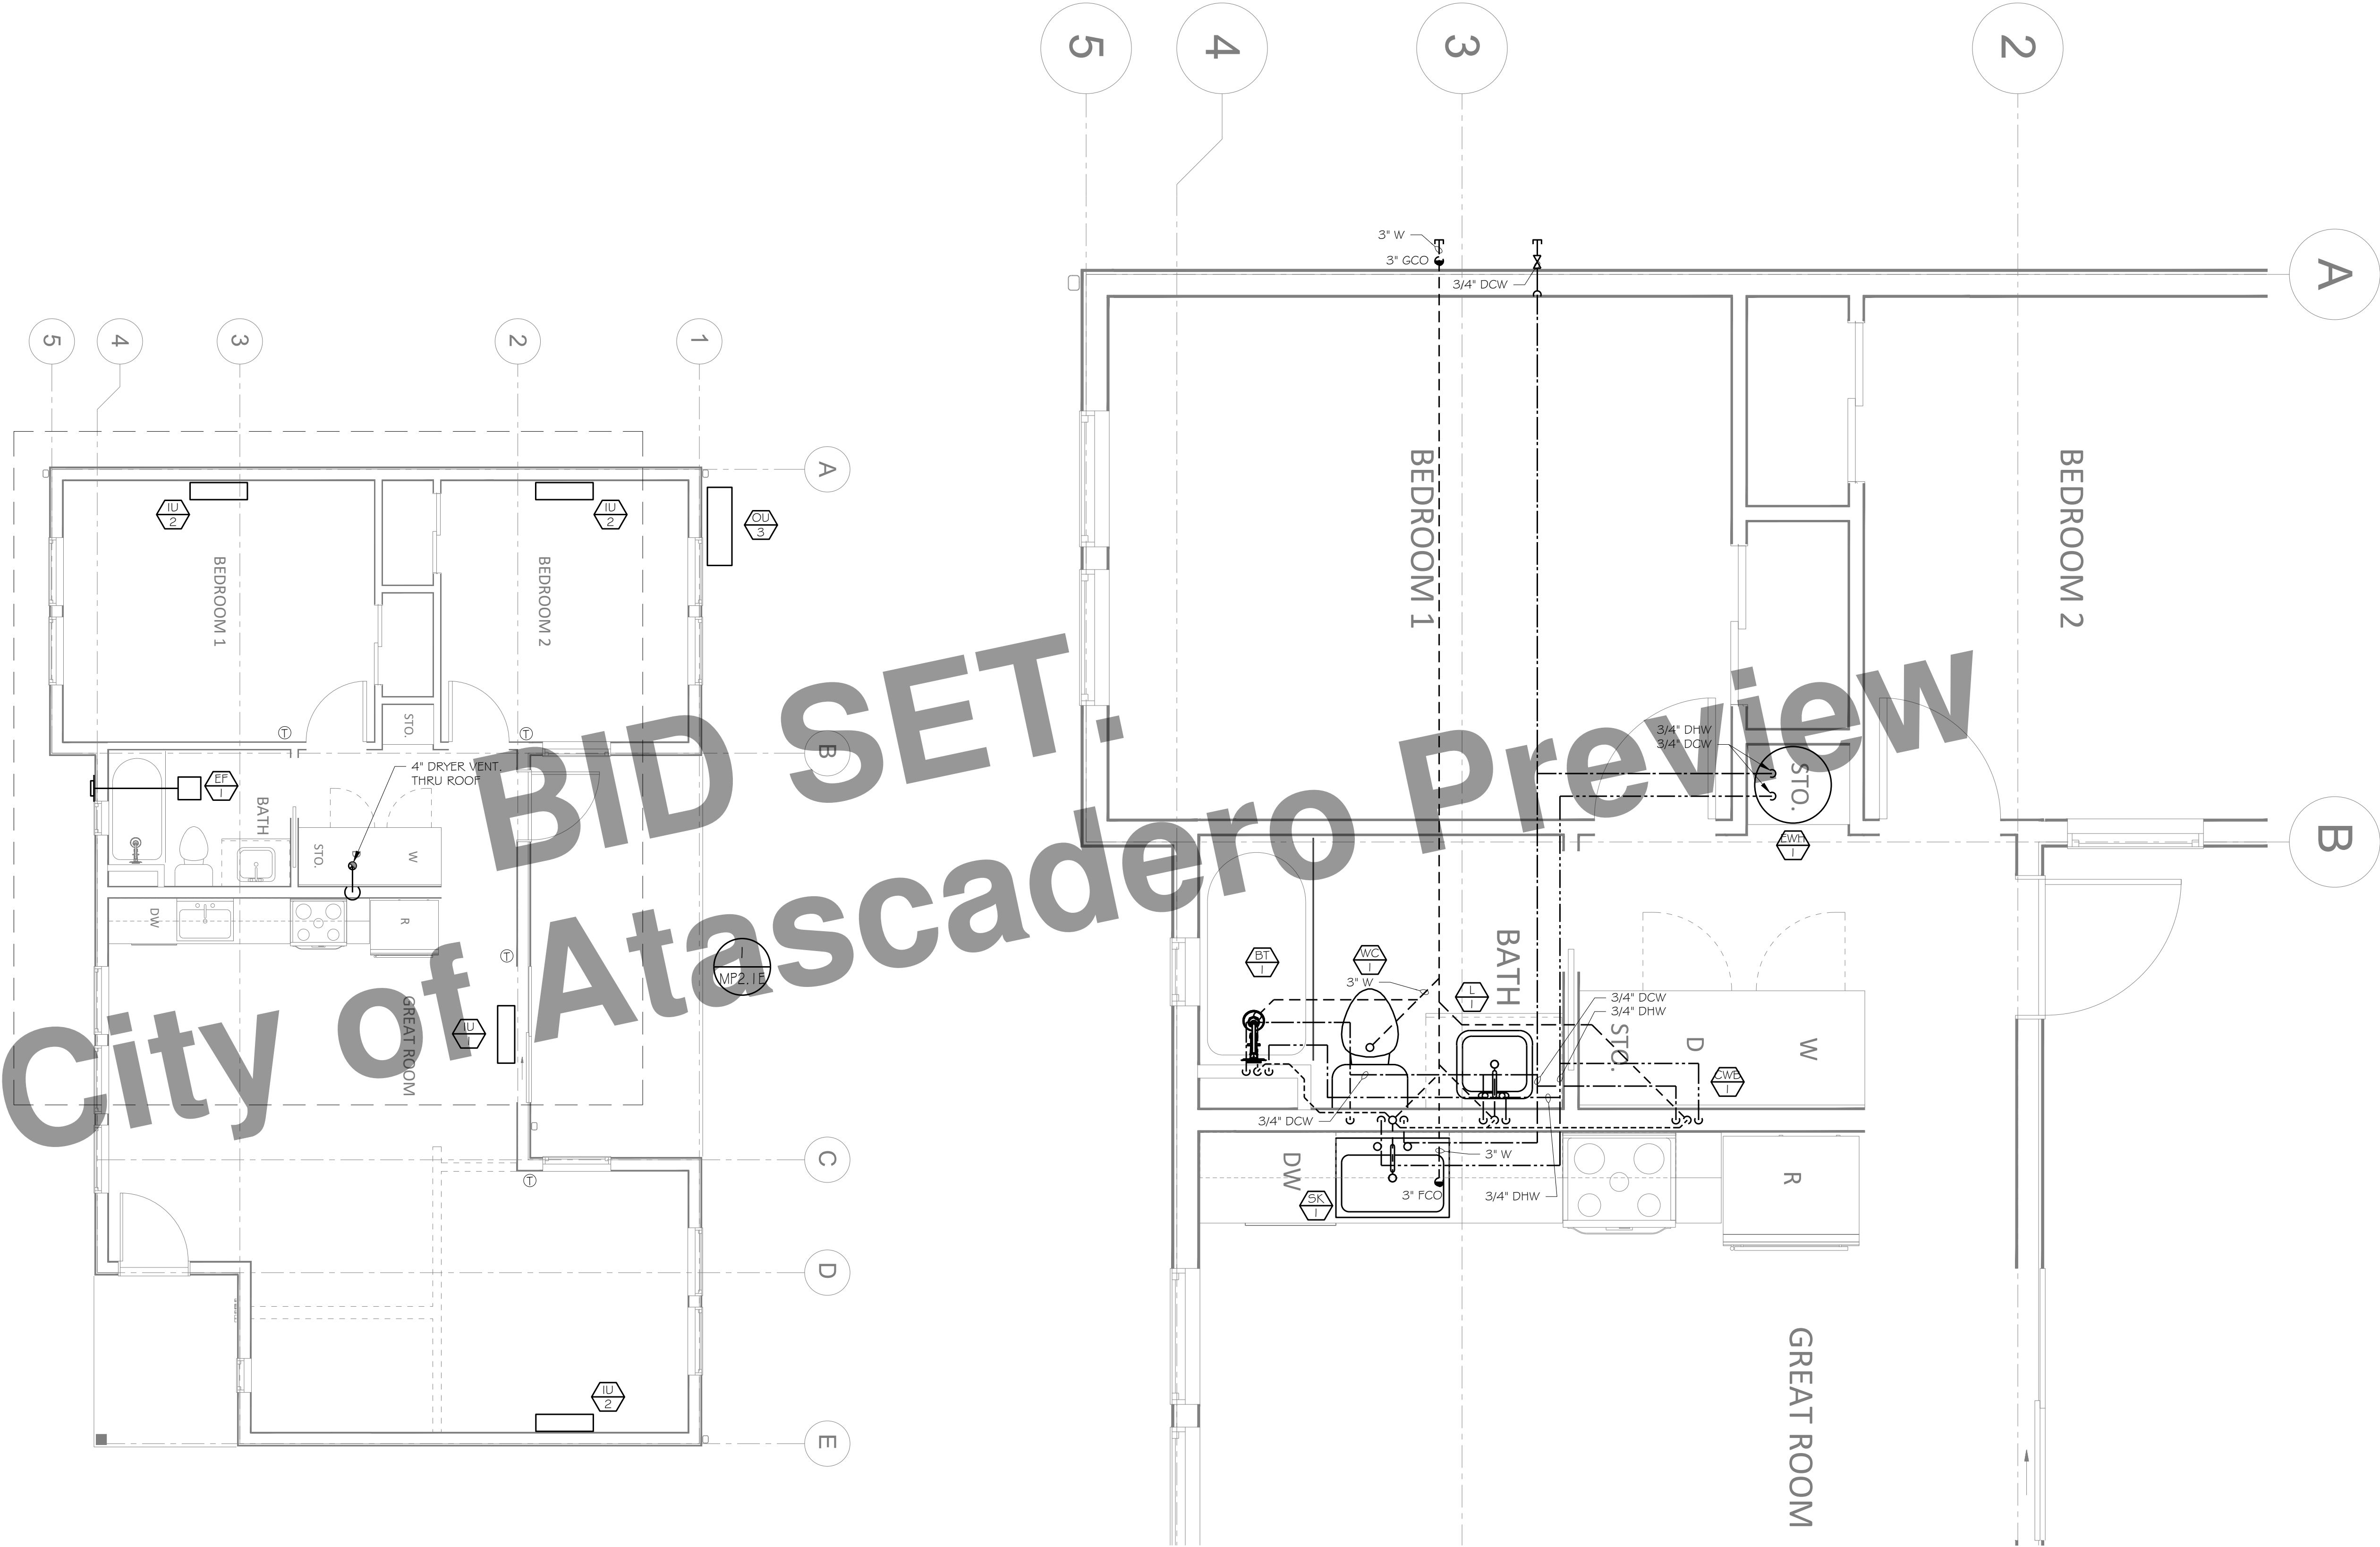 5
4
3
2
A
B
3" W
3" GCO
3/4" DCW
BEDROOM 1
BEDROOM 2
3/4" DHW
3/4" DCW
STO.
EWH
1
BT
1
WC
1
3" W
BATH
L
1
3/4" DCW
3/4" DHW
STO.
D
W
CWB
1
3/4" DCW
DW
SK
1
3" W
3" FCO
3/4" DHW
R
GREAT ROOM
5
4
3
2
1
A
B
C
D
E
IU
2
IU
2
OU
3
BEDROOM 1
BEDROOM 2
STO.
EF
1
4" DRYER VENT,
THRU ROOF
BATH
STO.
D
W
DW
R
T
T
T
T
1
MP2.1E
GREAT ROOM
IU
1
IU
2
BID SET.
City of Atascadero Preview